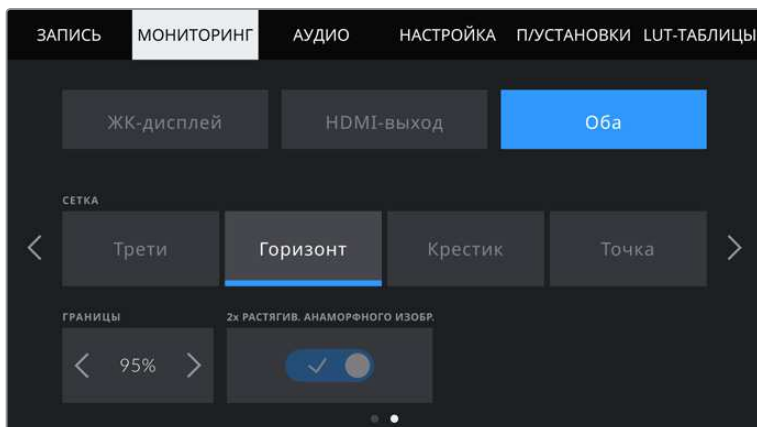 ЗАПИСЬ МОНИТОРИНГ АУДИО НАСТРОЙКА П/УСТАНОВКИ LUT-ТАБЛИЦЫ
ЖК-дисплей HDMI-выход Оба
СЕТКА
Трети Горизонт Крестик Точка
ГРАНИЦЫ 2x РАСТЯГИВ. АНАМОРФНОГО ИЗОБР.
95%